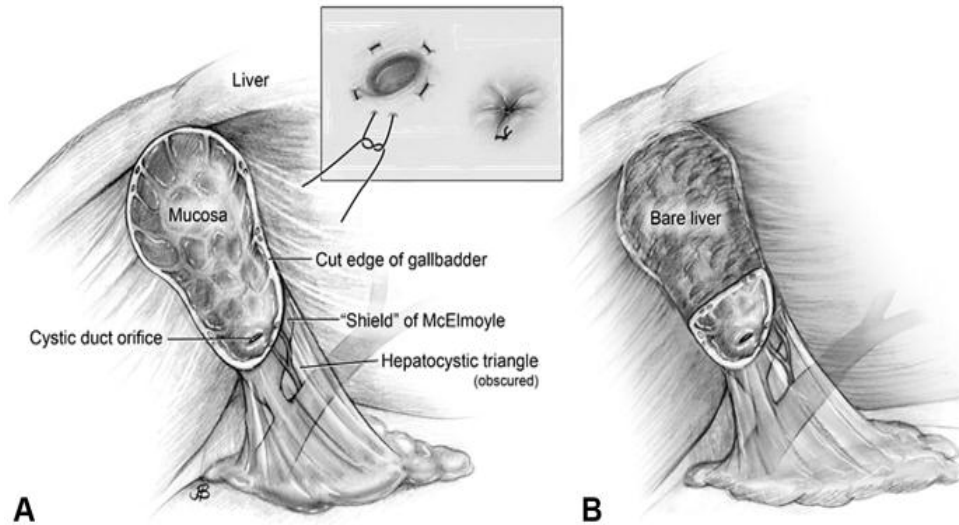 Liver
Mucosa
Cut edge of gallbadder
"Shield" of McElmoyle
Cystic duct orifice
Hepatocystic triangle
(obscured)
A
Bare liver
B